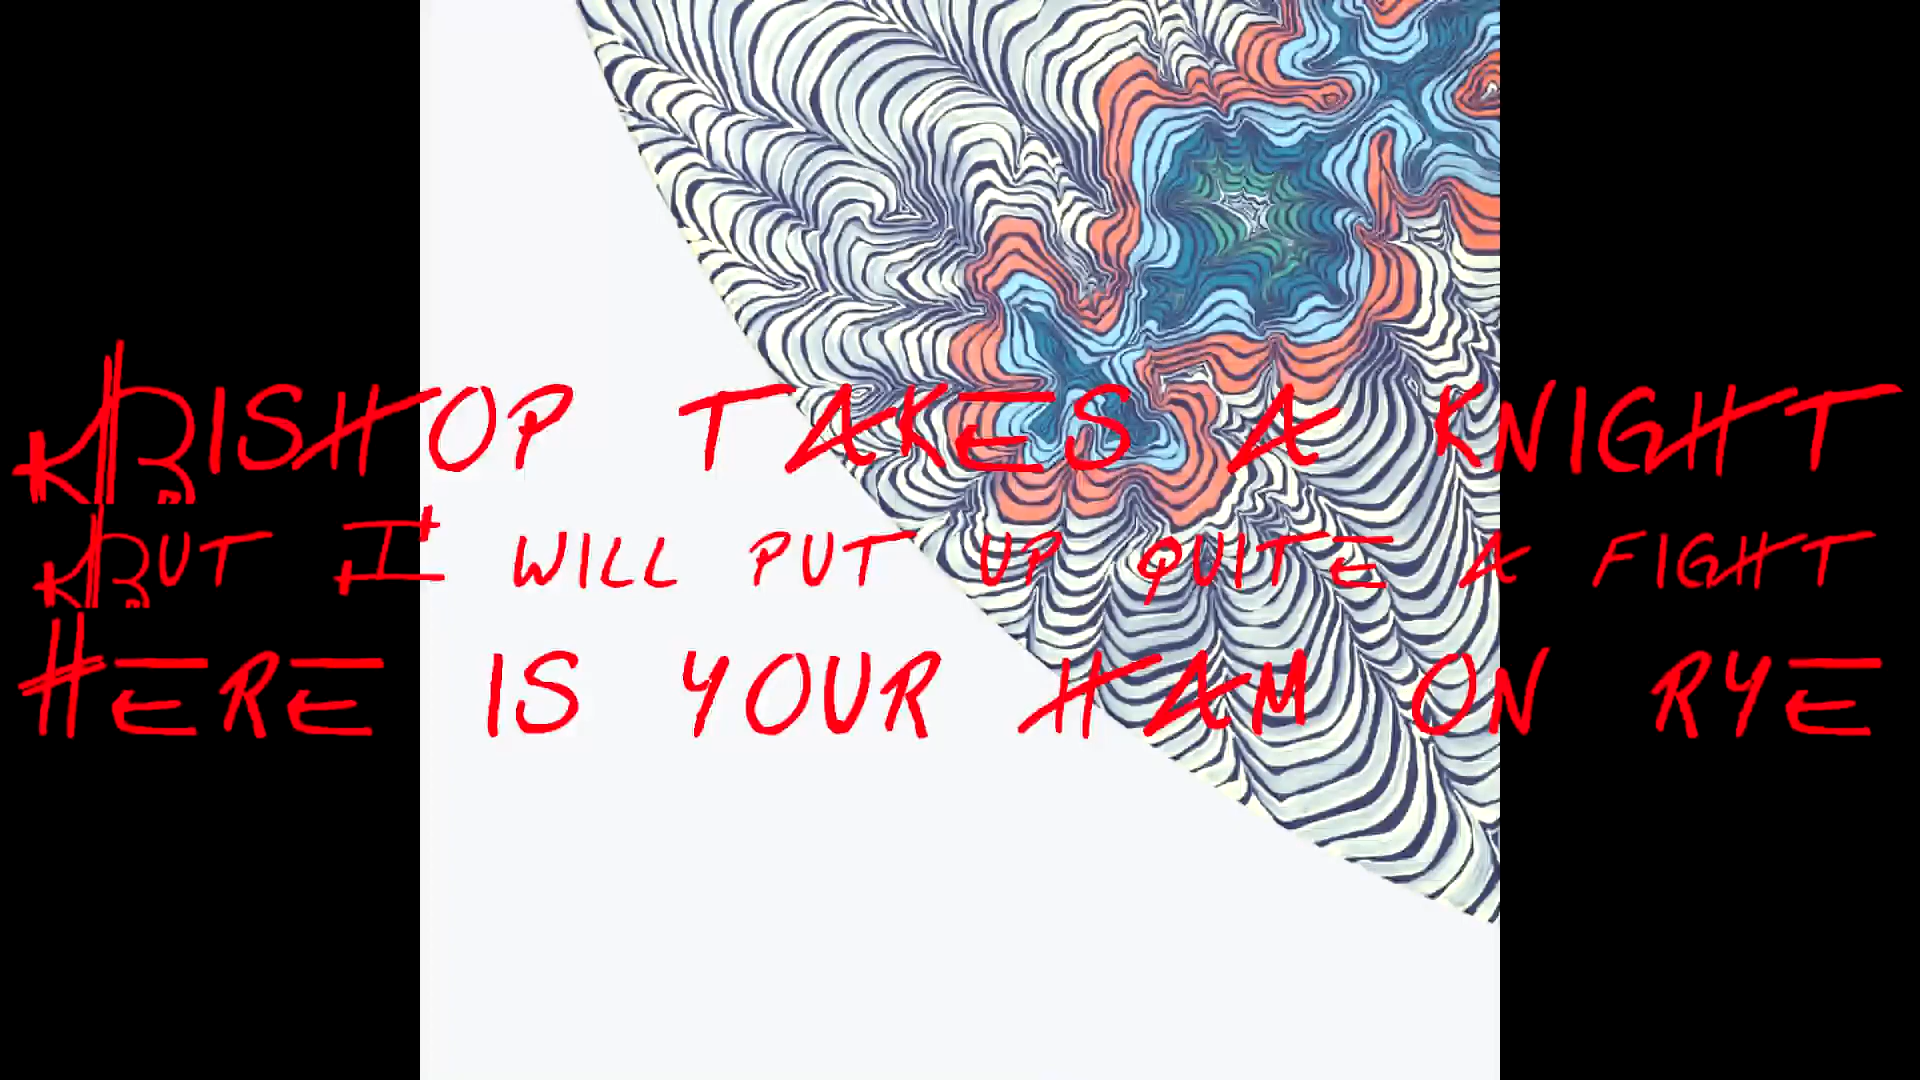 Bishop takes a knight
But I will put up quite a fight
Here is your ham on rye